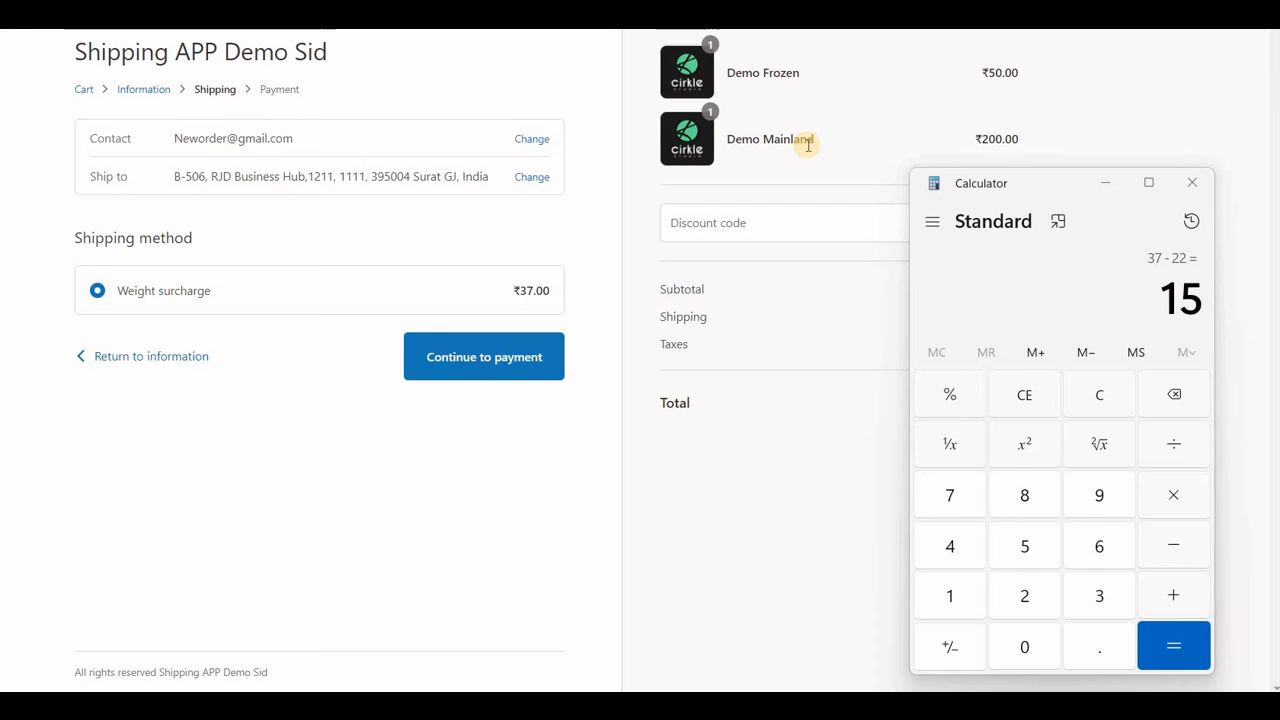 Shipping APP Demo Sid
Cart > Information > Shipping > Payment
Contact Neworder@gmail.com Change
Ship to B-506, RJD Business Hub,1211, 1111, 395004 Surat GJ, India Change
Shipping method
Weight surcharge ₹37.00
Return to information
Continue to payment
All rights reserved Shipping APP Demo Sid
1
cirkle
STUDIO
Demo Frozen ₹50.00
1
cirkle
STUDIO
Demo Mainland ₹200.00
Discount code
Subtotal
Shipping
Taxes
Total
Calculator
Standard
37 - 22 =
15
MC MR M+ M− MS M
% CE C
¹/x x² ²√x ÷
7 8 9 ×
4 5 6 −
1 2 3 +
+/− 0 . =